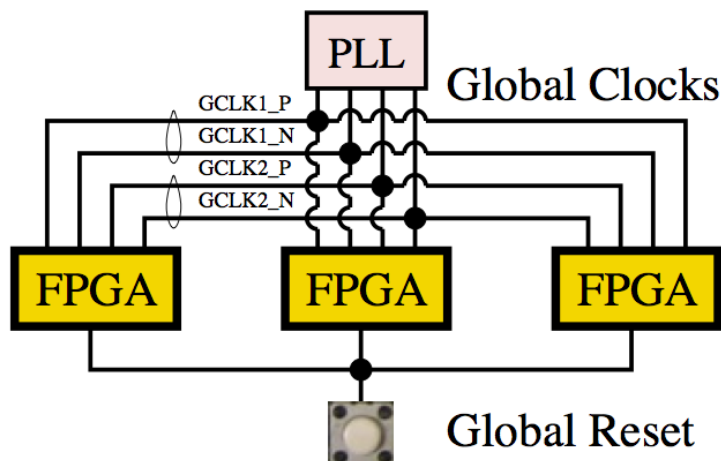 PLL
Global Clocks
GCLK1_P
GCLK1_N
GCLK2_P
GCLK2_N
FPGA
FPGA
FPGA
Global Reset